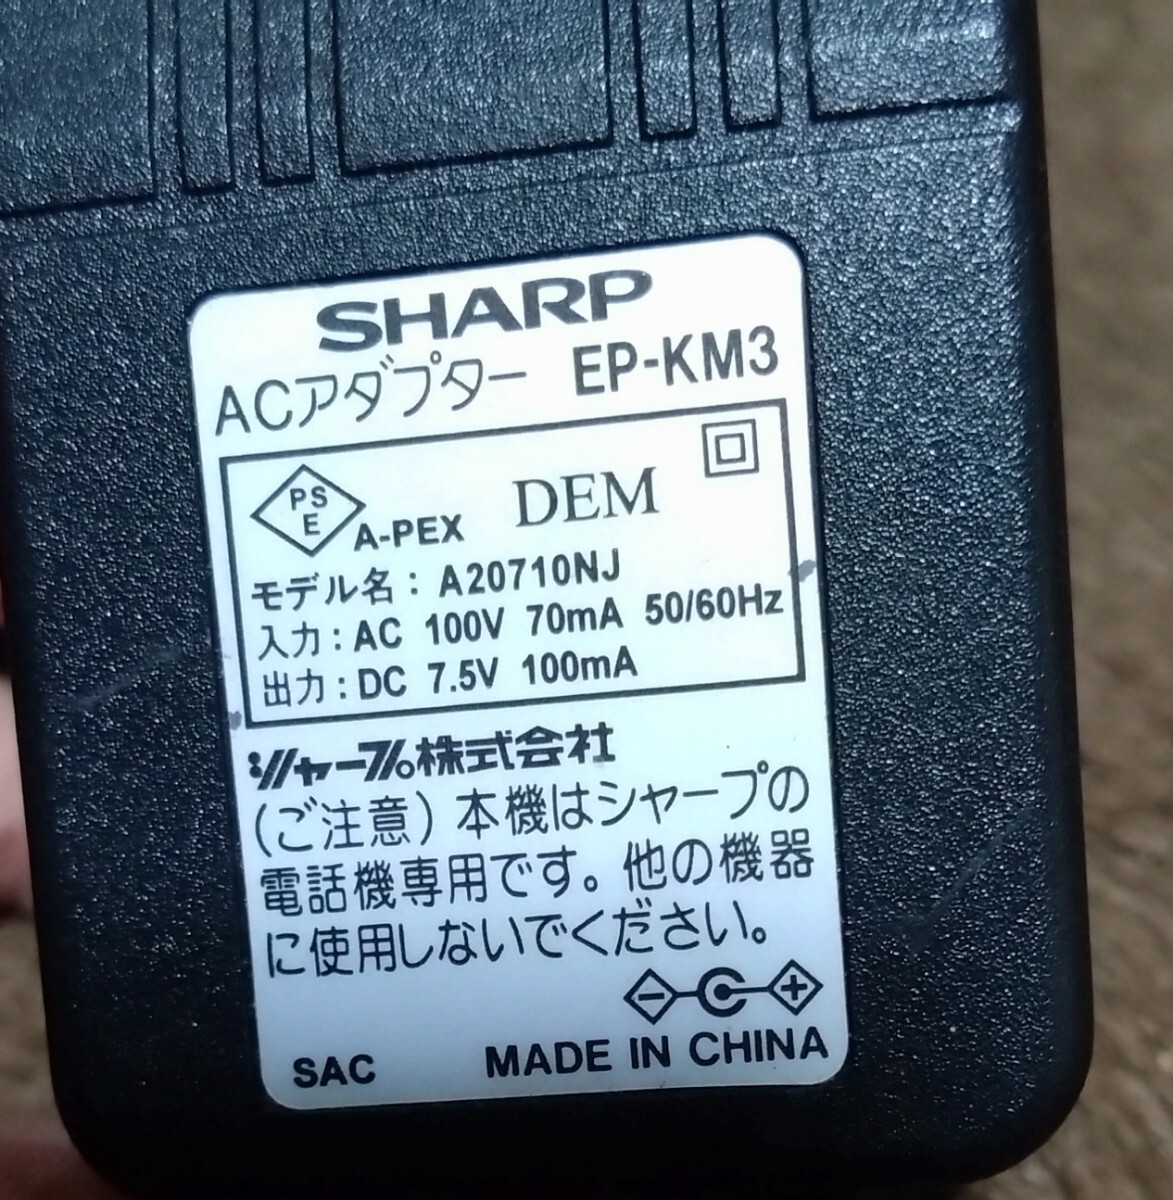 SHARP
ACアダプター EP-KM3
PS
E
A-PEX DEM
モデル名：A20710NJ
入力：AC 100V 70mA 50/60Hz
出力：DC 7.5V 100mA
シャープ株式会社
(ご注意) 本機はシャープの
電話機専用です。他の機器
に使用しないでください。
SAC MADE IN CHINA